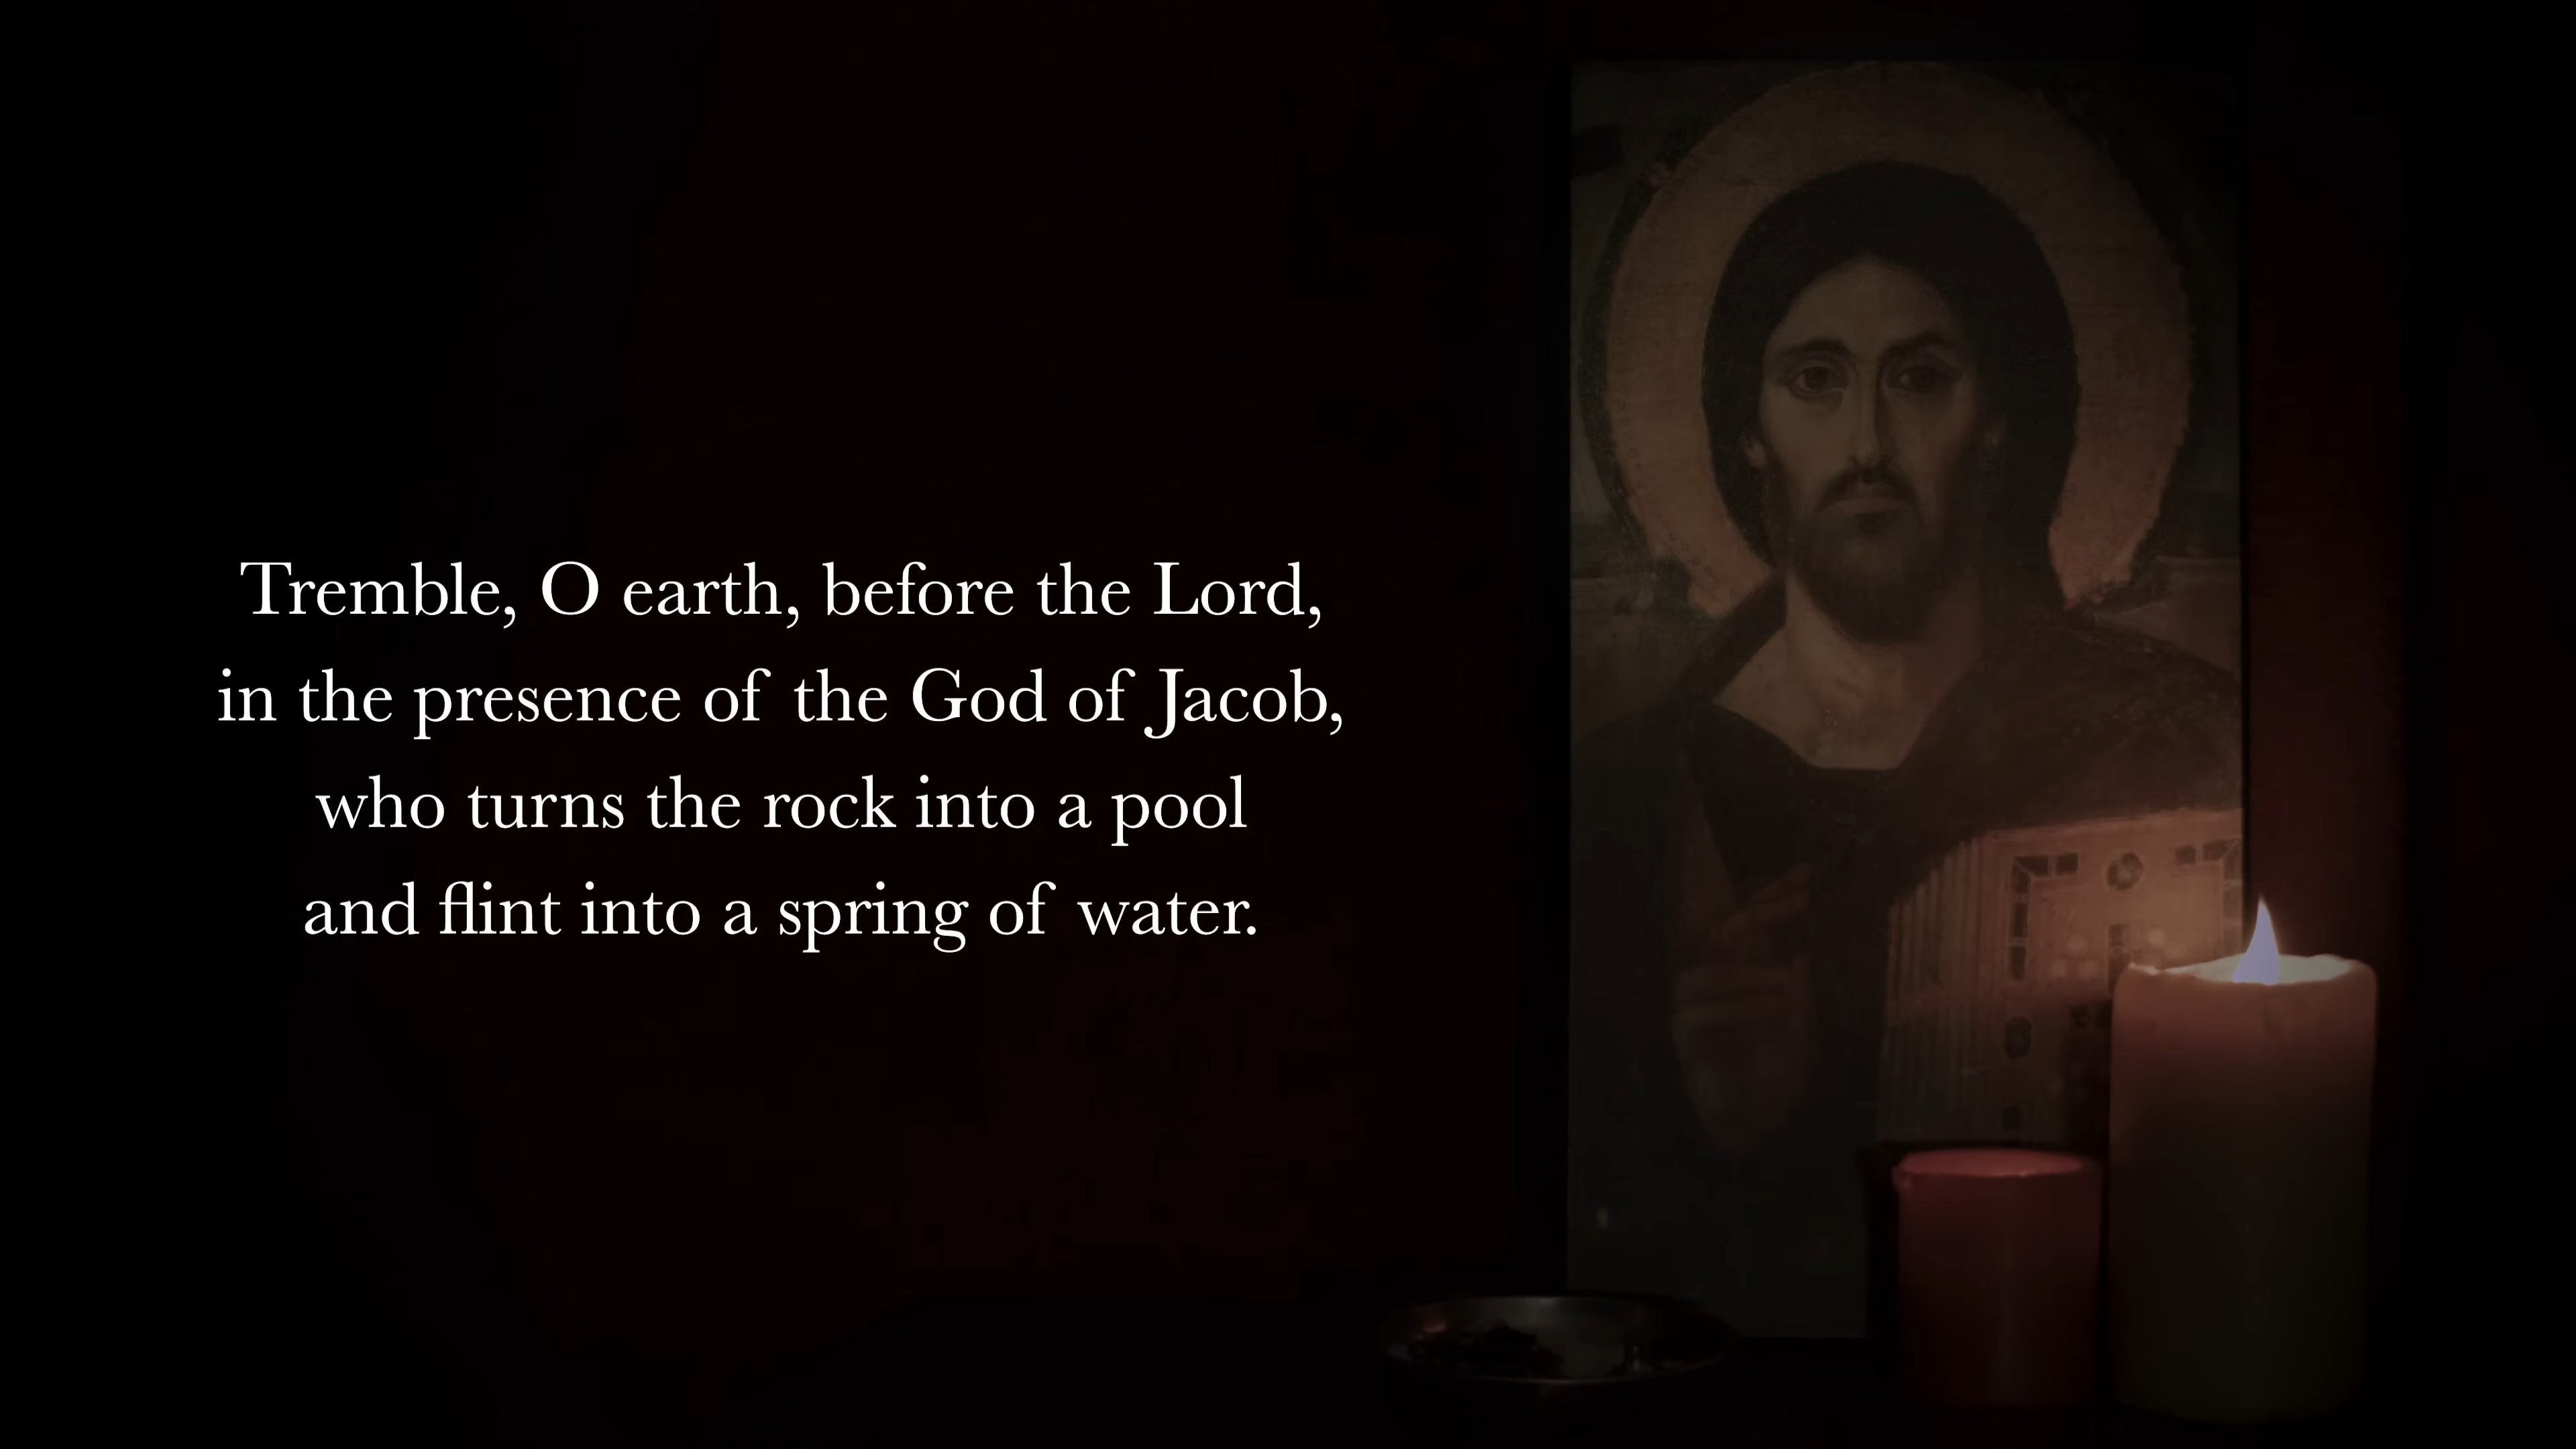 Tremble, O earth, before the Lord,
in the presence of the God of Jacob,
who turns the rock into a pool
and flint into a spring of water.